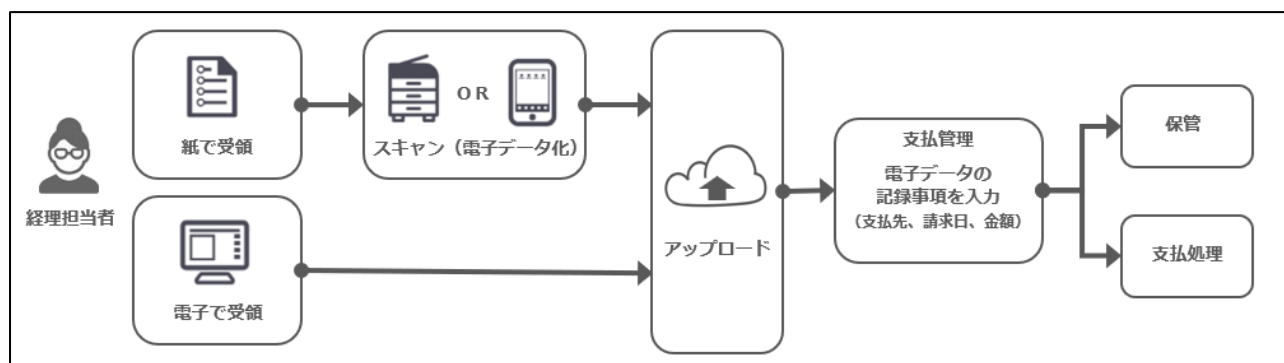 経理担当者
紙で受領
OR
スキャン（電子データ化）
電子で受領
アップロード
支払管理
電子データの
記録事項を入力
（支払先、請求日、金額）
保管
支払処理